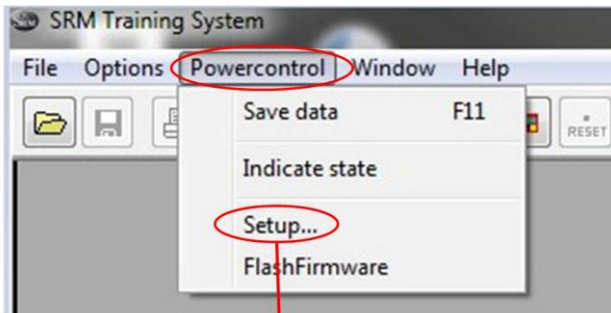 SRM Training System
File Options Powercontrol Window Help
Save data F11
RESET
Indicate state
Setup...
FlashFirmware